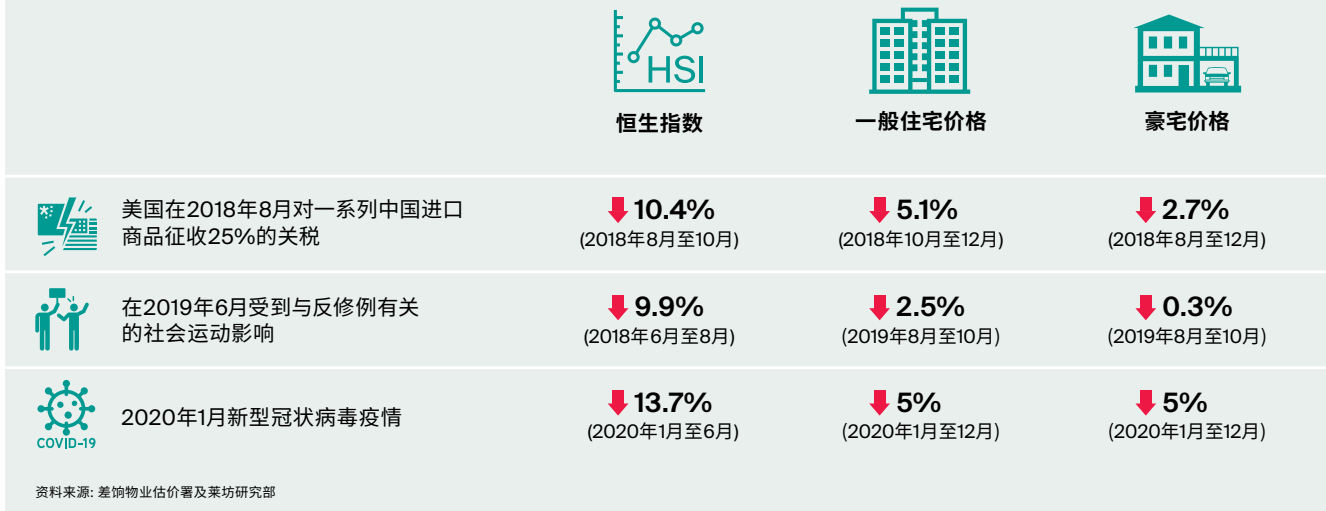 HSI
恒生指数
一般住宅价格
豪宅价格
美国在2018年8月对一系列中国进口
商品征收25%的关税
10.4%
(2018年8月至10月)
5.1%
(2018年10月至12月)
2.7%
(2018年8月至12月)
在2019年6月受到与反修例有关
的社会运动影响
9.9%
(2018年6月至8月)
2.5%
(2019年8月至10月)
0.3%
(2019年8月至10月)
COVID-19
2020年1月新型冠状病毒疫情
13.7%
(2020年1月至6月)
5%
(2020年1月至12月)
5%
(2020年1月至12月)
资料来源: 差饷物业估价署及莱坊研究部